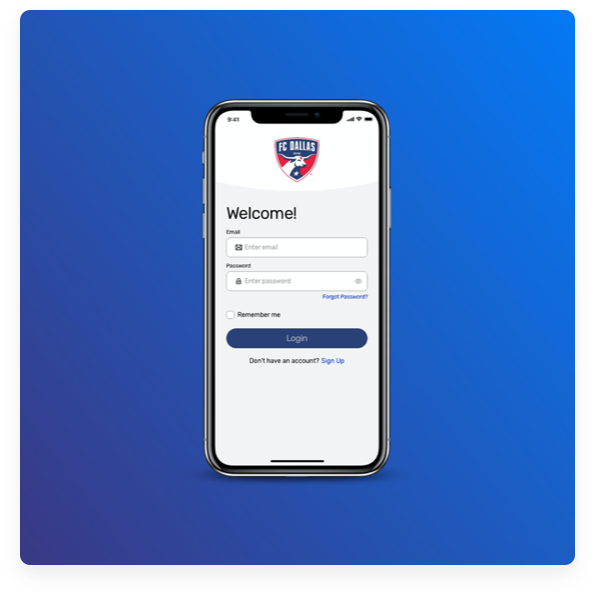 9:41
FC DALLAS
Welcome!
Email
Enter email
Password
Enter password
Forgot Password?
Remember me
Login
Don't have an account? Sign Up